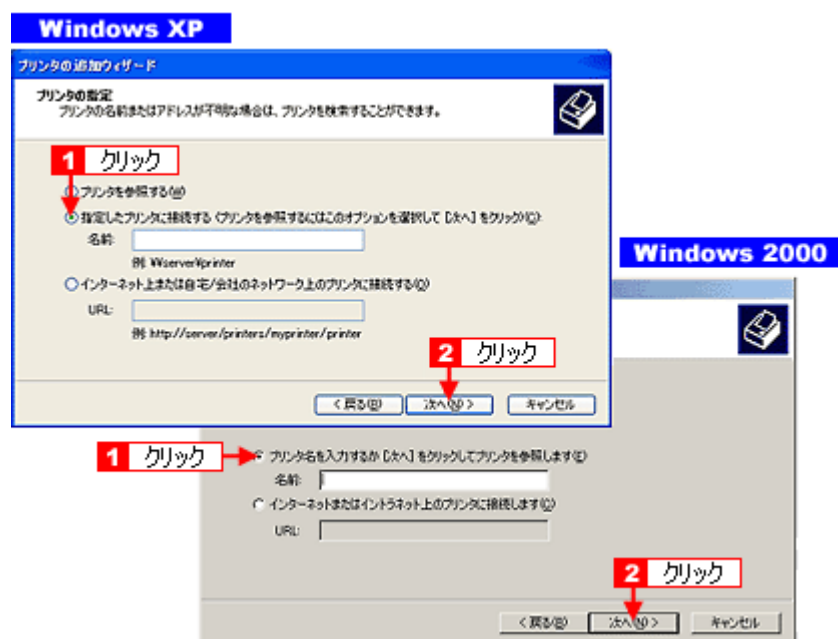 Windows XP
プリンタの追加ウィザード
プリンタの指定
プリンタの名前またはアドレスが不明な場合は、プリンタを検索することができます。
1 クリック
プリンタを参照する(W)
指定したプリンタに接続する (プリンタを参照するにはこのオプションを選択して [次へ] をクリック)(C):
名前:
例: ¥¥server¥printer
インターネット上または自宅/会社のネットワーク上のプリンタに接続する(O):
URL:
例: http://server/printers/myprinter/printer
2 クリック
< 戻る(B)
次へ(N) >
キャンセル
Windows 2000
1 クリック
プリンタ名を入力するか [次へ] をクリックしてプリンタを参照します(E)
名前:
インターネットまたはイントラネット上のプリンタに接続します(O)
URL:
2 クリック
< 戻る(B)
次へ(N) >
キャンセル